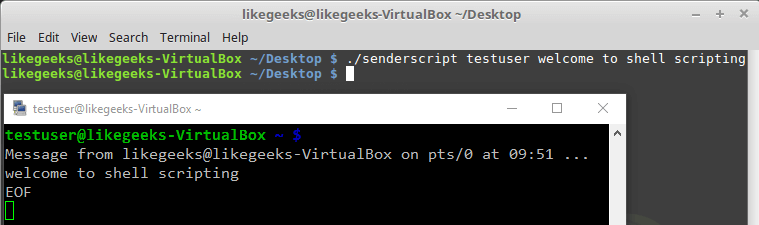 likegeeks@likegeeks-VirtualBox ~/Desktop
File Edit View Search Terminal Help
likegeeks@likegeeks-VirtualBox ~/Desktop $ ./senderscript testuser welcome to shell scripting
likegeeks@likegeeks-VirtualBox ~/Desktop $
testuser@likegeeks-VirtualBox:~
testuser@likegeeks-VirtualBox ~ $
Message from likegeeks@likegeeks-VirtualBox on pts/0 at 09:51 ...
welcome to shell scripting
EOF